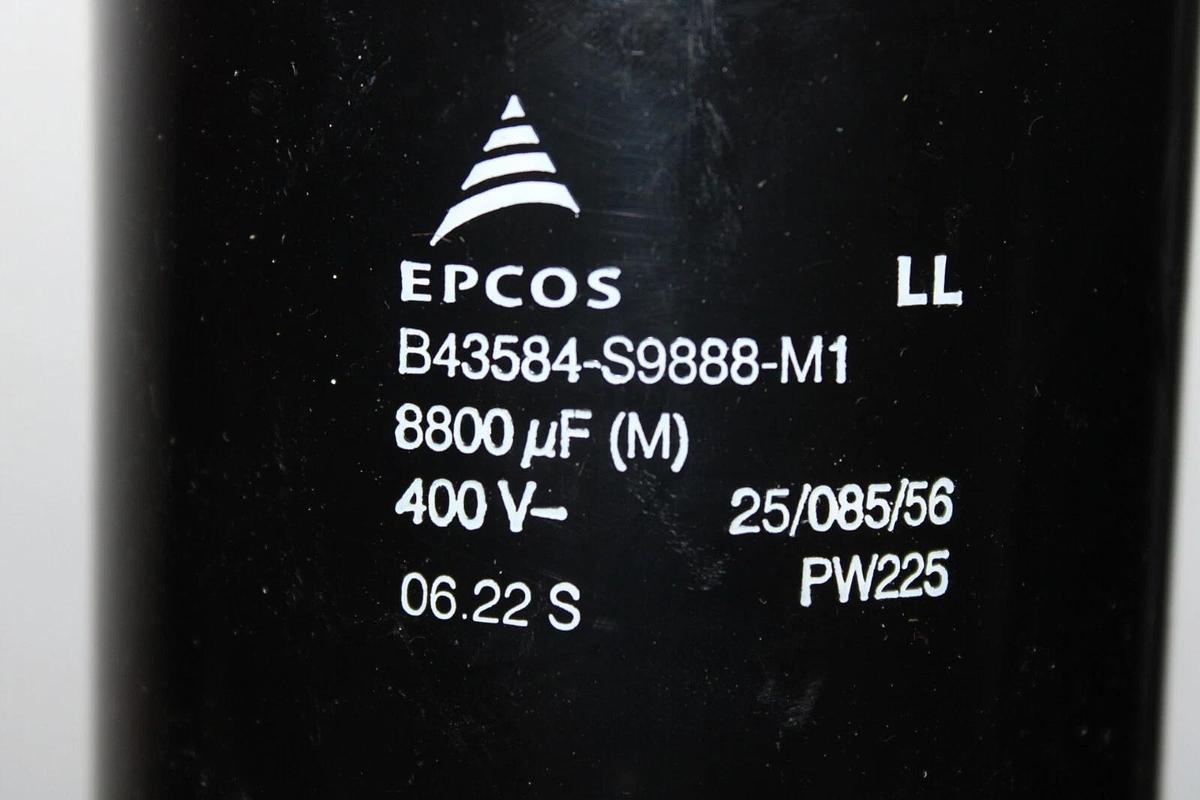 EPCOS LL
B43584-S9888-M1
8800 µF (M)
400 V– 25/085/56
PW225
06.22 S